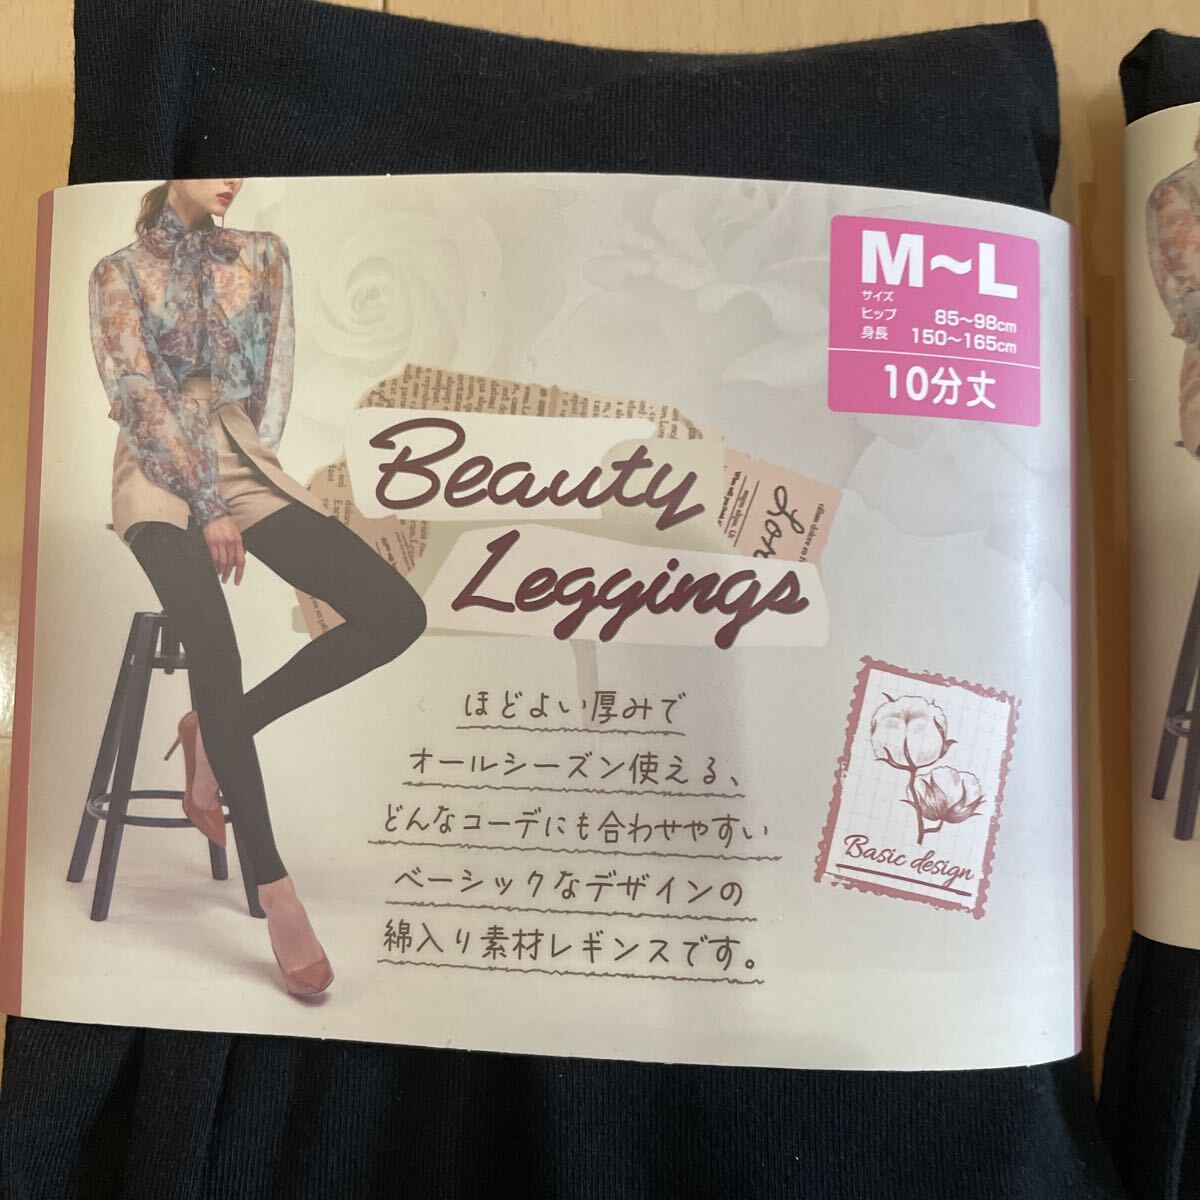 M～L
サイズ
ヒップ 85～98cm
身長 150～165cm
10分丈
Beauty
Leggings
Love
ほどよい厚みで
オールシーズン使える、
どんなコーデにも合わせやすい
ベーシックなデザインの
綿入り素材レギンスです。
Basic design